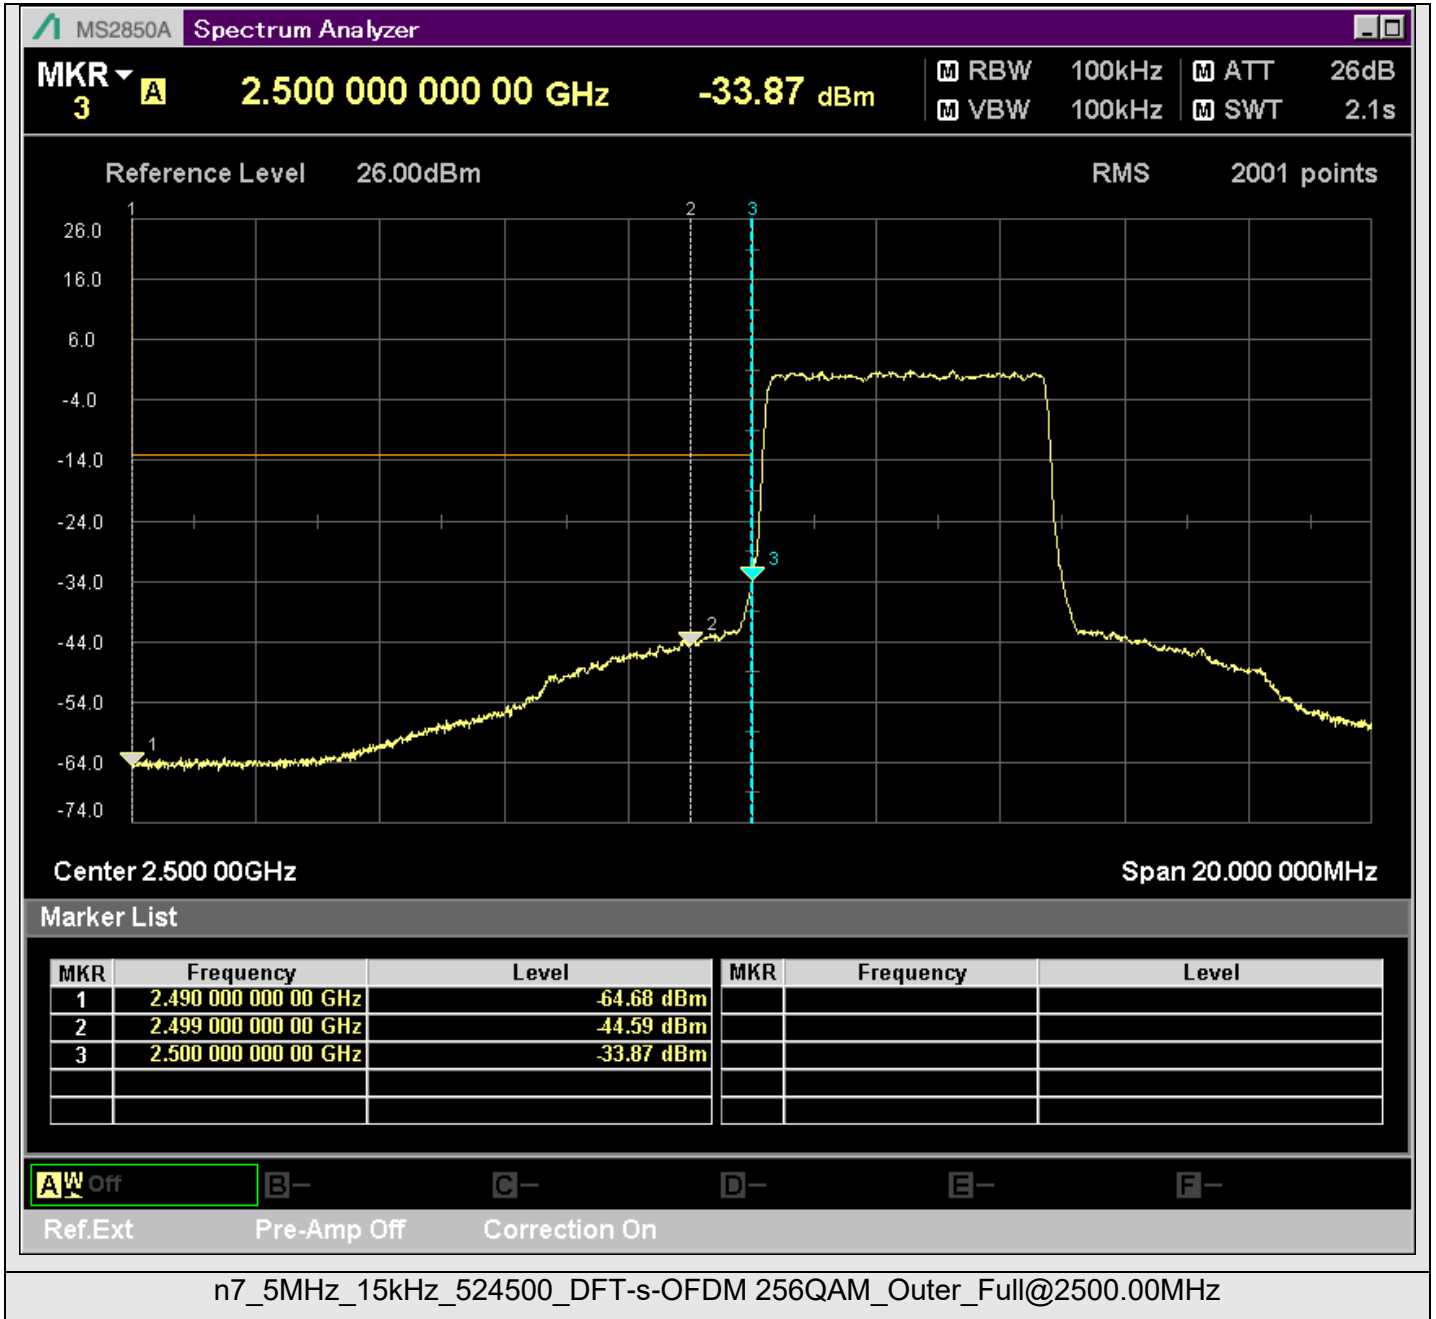 MS2850A Spectrum Analyzer
MKR 3 A 2.500 000 000 00 GHz -33.87 dBm
M RBW 100kHz M ATT 26dB
M VBW 100kHz M SWT 2.1s
Reference Level 26.00dBm RMS 2001 points
1 2 3
26.0
16.0
6.0
-4.0
-14.0
-24.0
3
-34.0
2
-44.0
-54.0
1
-64.0
-74.0
Center 2.500 00GHz Span 20.000 000MHz
Marker List
MKR Frequency Level MKR Frequency Level
1 2.490 000 000 00 GHz -64.68 dBm
2 2.499 000 000 00 GHz -44.59 dBm
3 2.500 000 000 00 GHz -33.87 dBm
A W Off B - C - D - E - F -
Ref.Ext Pre-Amp Off Correction On
n7_5MHz_15kHz_524500_DFT-s-OFDM 256QAM_Outer_Full@2500.00MHz